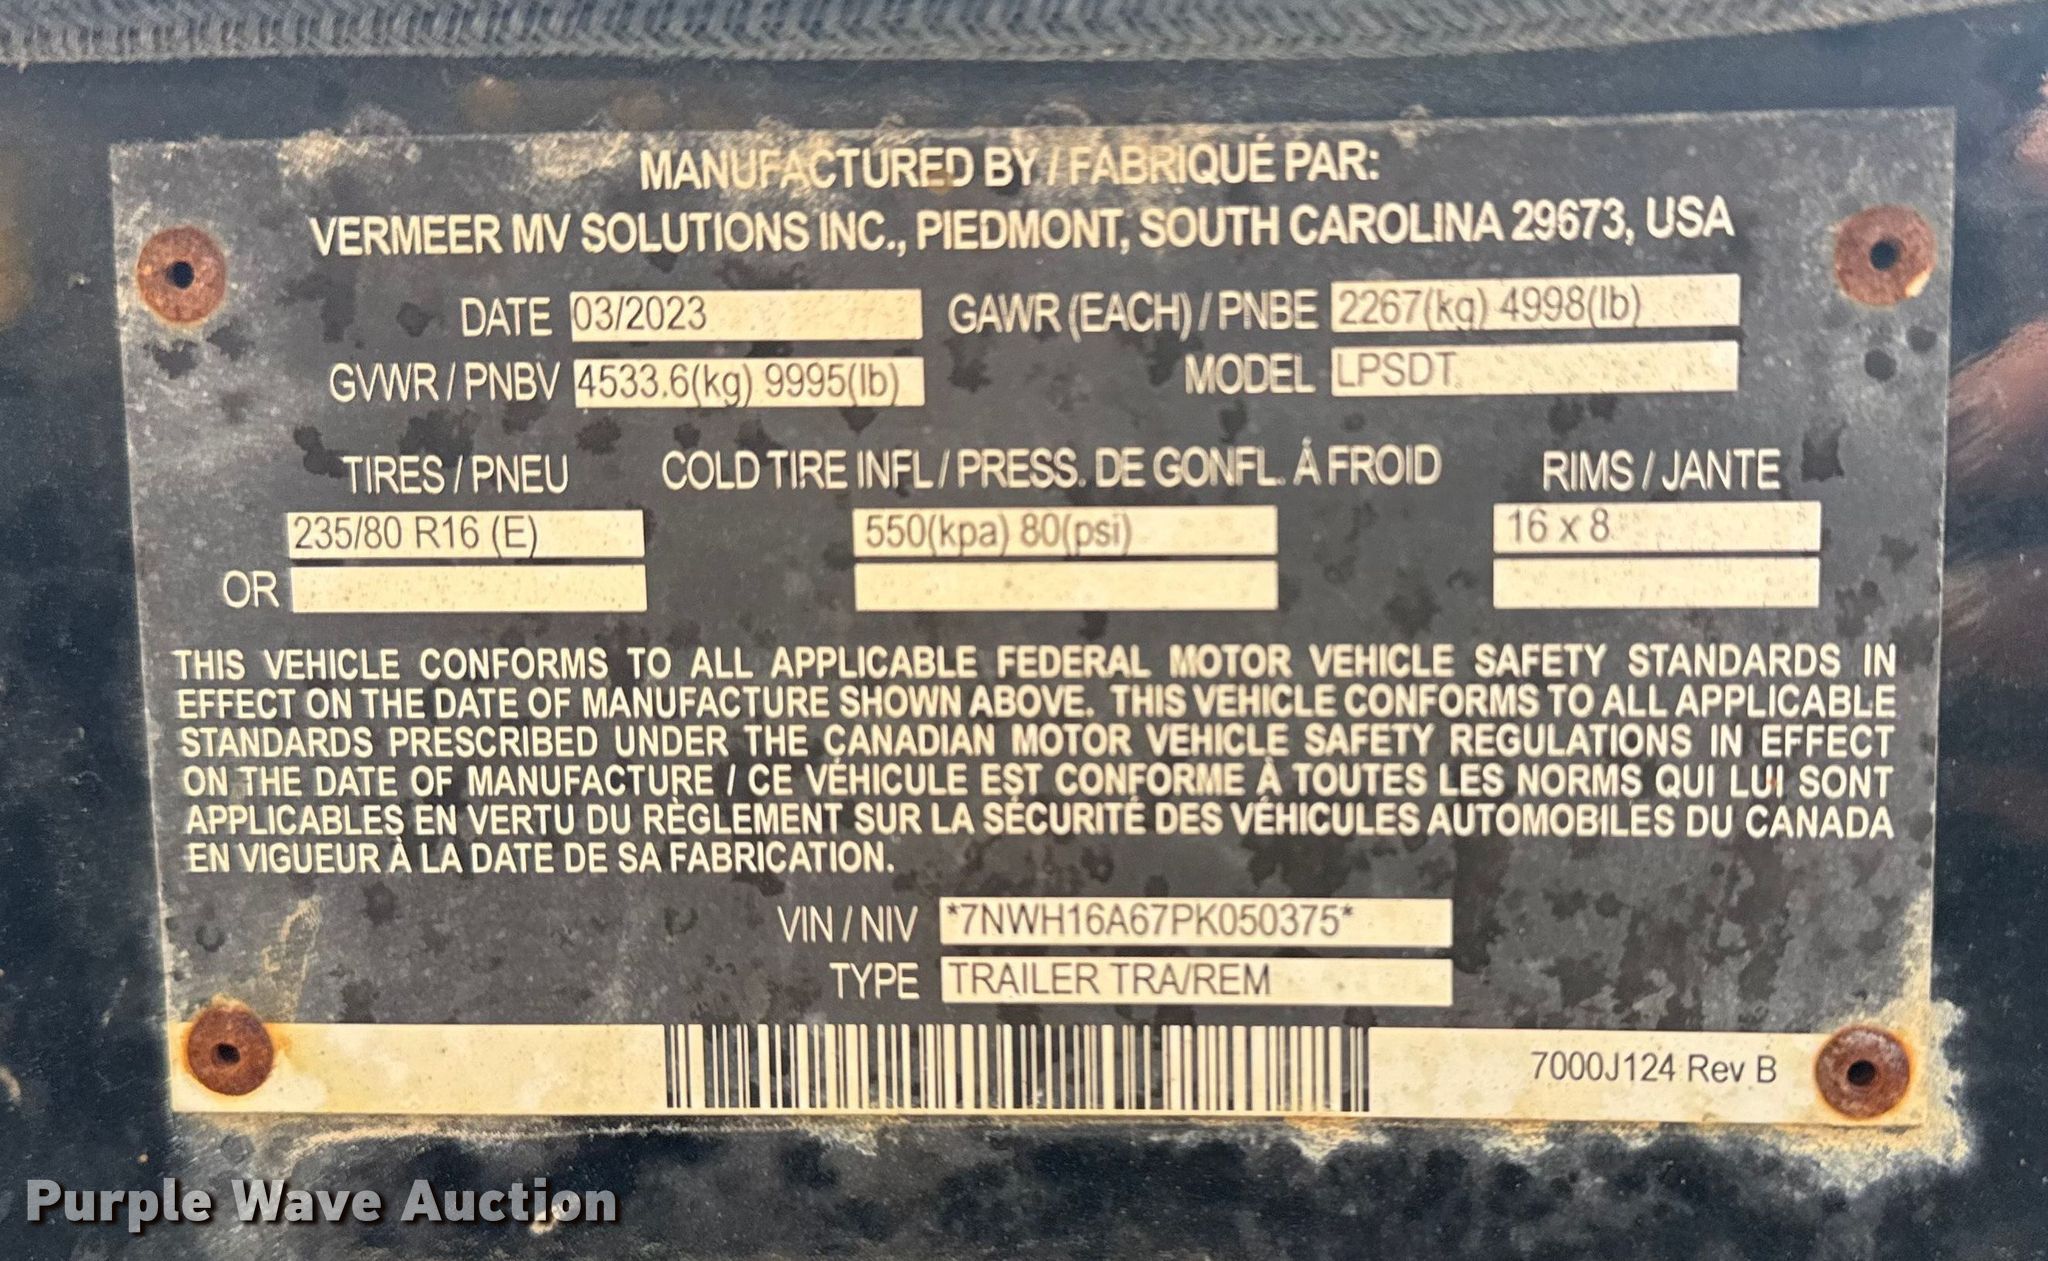 MANUFACTURED BY / FABRIQUÉ PAR:
VERMEER MV SOLUTIONS INC., PIEDMONT, SOUTH CAROLINA 29673, USA
DATE 03/2023 GAWR (EACH) / PNBE 2267(kg) 4998(lb)
GVWR / PNBV 4533.6(kg) 9995(lb) MODEL LPSDT
TIRES / PNEU COLD TIRE INFL / PRESS. DE GONFL. À FROID RIMS / JANTE
235/80 R16 (E) 550(kpa) 80(psi) 16 x 8
OR
THIS VEHICLE CONFORMS TO ALL APPLICABLE FEDERAL MOTOR VEHICLE SAFETY STANDARDS IN
EFFECT ON THE DATE OF MANUFACTURE SHOWN ABOVE. THIS VEHICLE CONFORMS TO ALL APPLICABLE
STANDARDS PRESCRIBED UNDER THE CANADIAN MOTOR VEHICLE SAFETY REGULATIONS IN EFFECT
ON THE DATE OF MANUFACTURE / CE VÉHICULE EST CONFORME À TOUTES LES NORMS QUI LUI SONT
APPLICABLES EN VERTU DU RÈGLEMENT SUR LA SÉCURITÉ DES VÉHICULES AUTOMOBILES DU CANADA
EN VIGUEUR À LA DATE DE SA FABRICATION.
VIN / NIV *7NWH16A67PK050375*
TYPE TRAILER TRA/REM
7000J124 Rev B
Purple Wave Auction